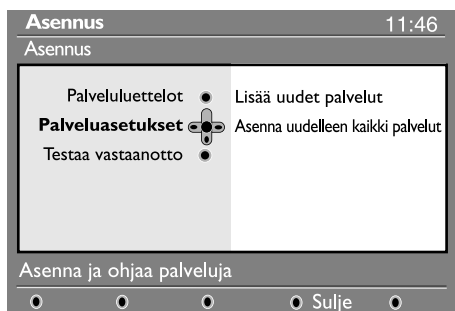 Asennus 11:46
Asennus
Palveluluettelot Lisää uudet palvelut
Palveluasetukset Asenna uudelleen kaikki palvelut
Testaa vastaanotto
Asenna ja ohjaa palveluja
Sulje